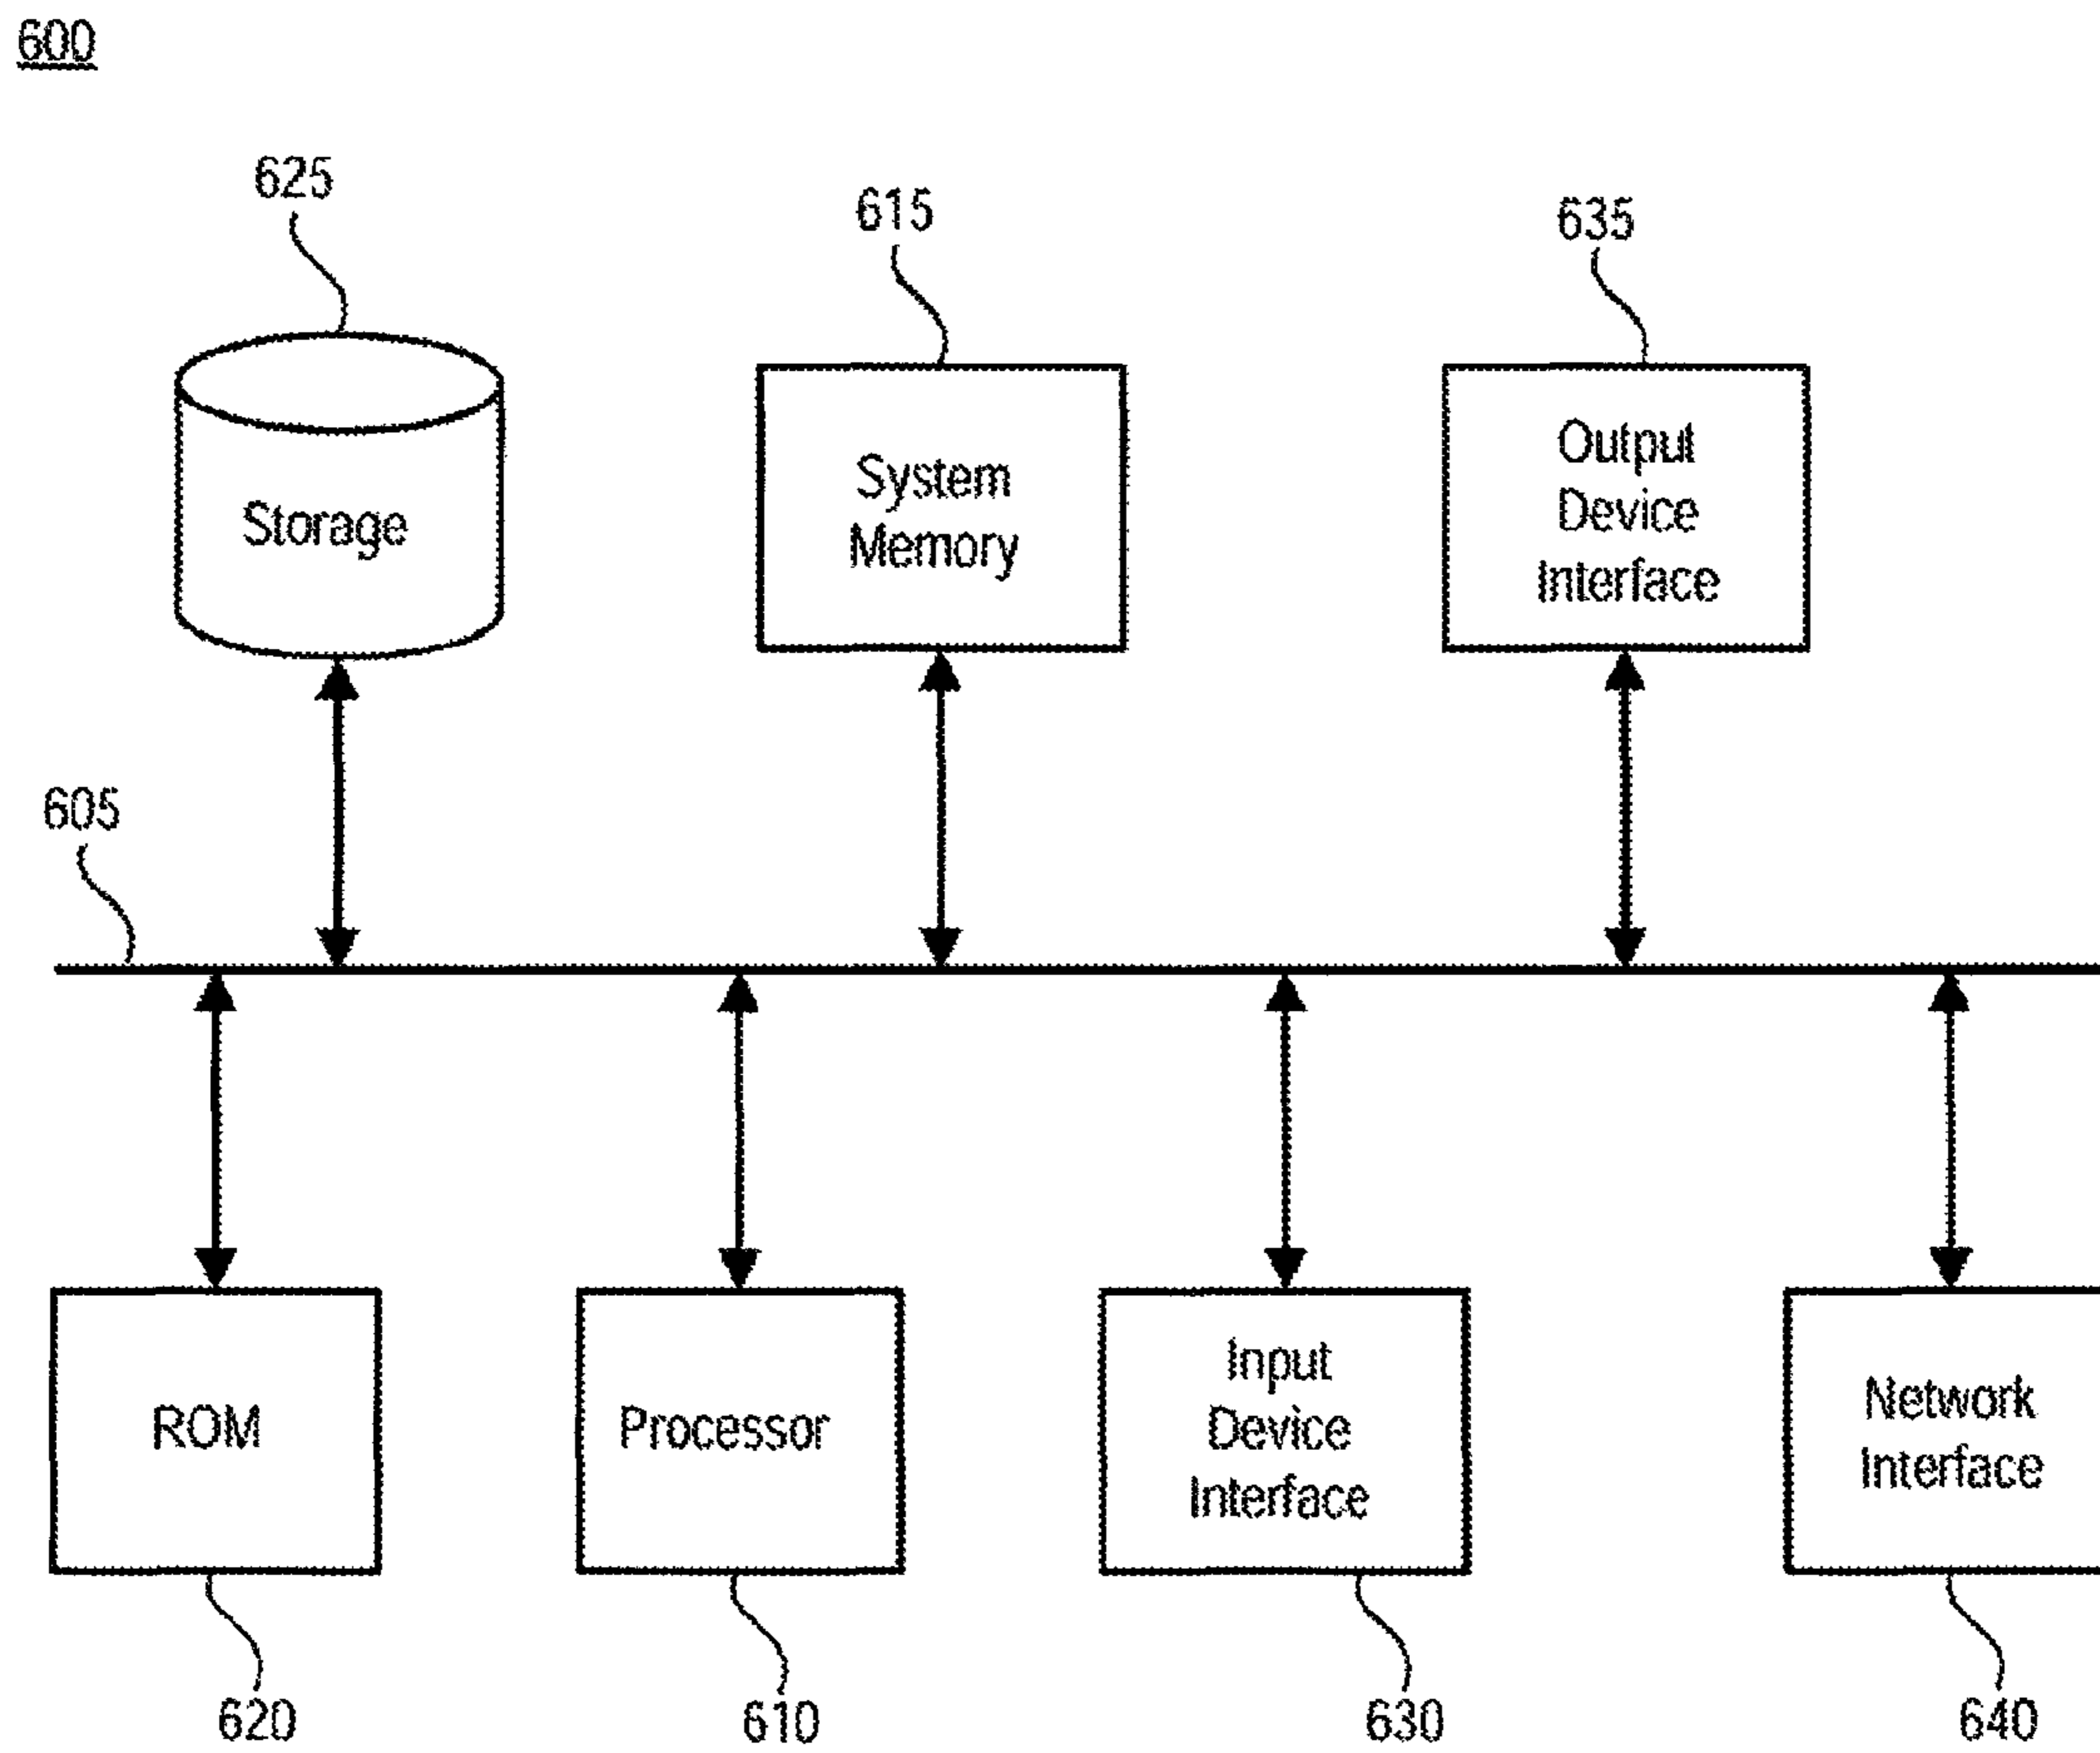 600
625
615
635
Storage
System
Memory
Output
Device
Interface
605
ROM
Processor
Input
Device
Interface
Network
Interface
620
610
630
640